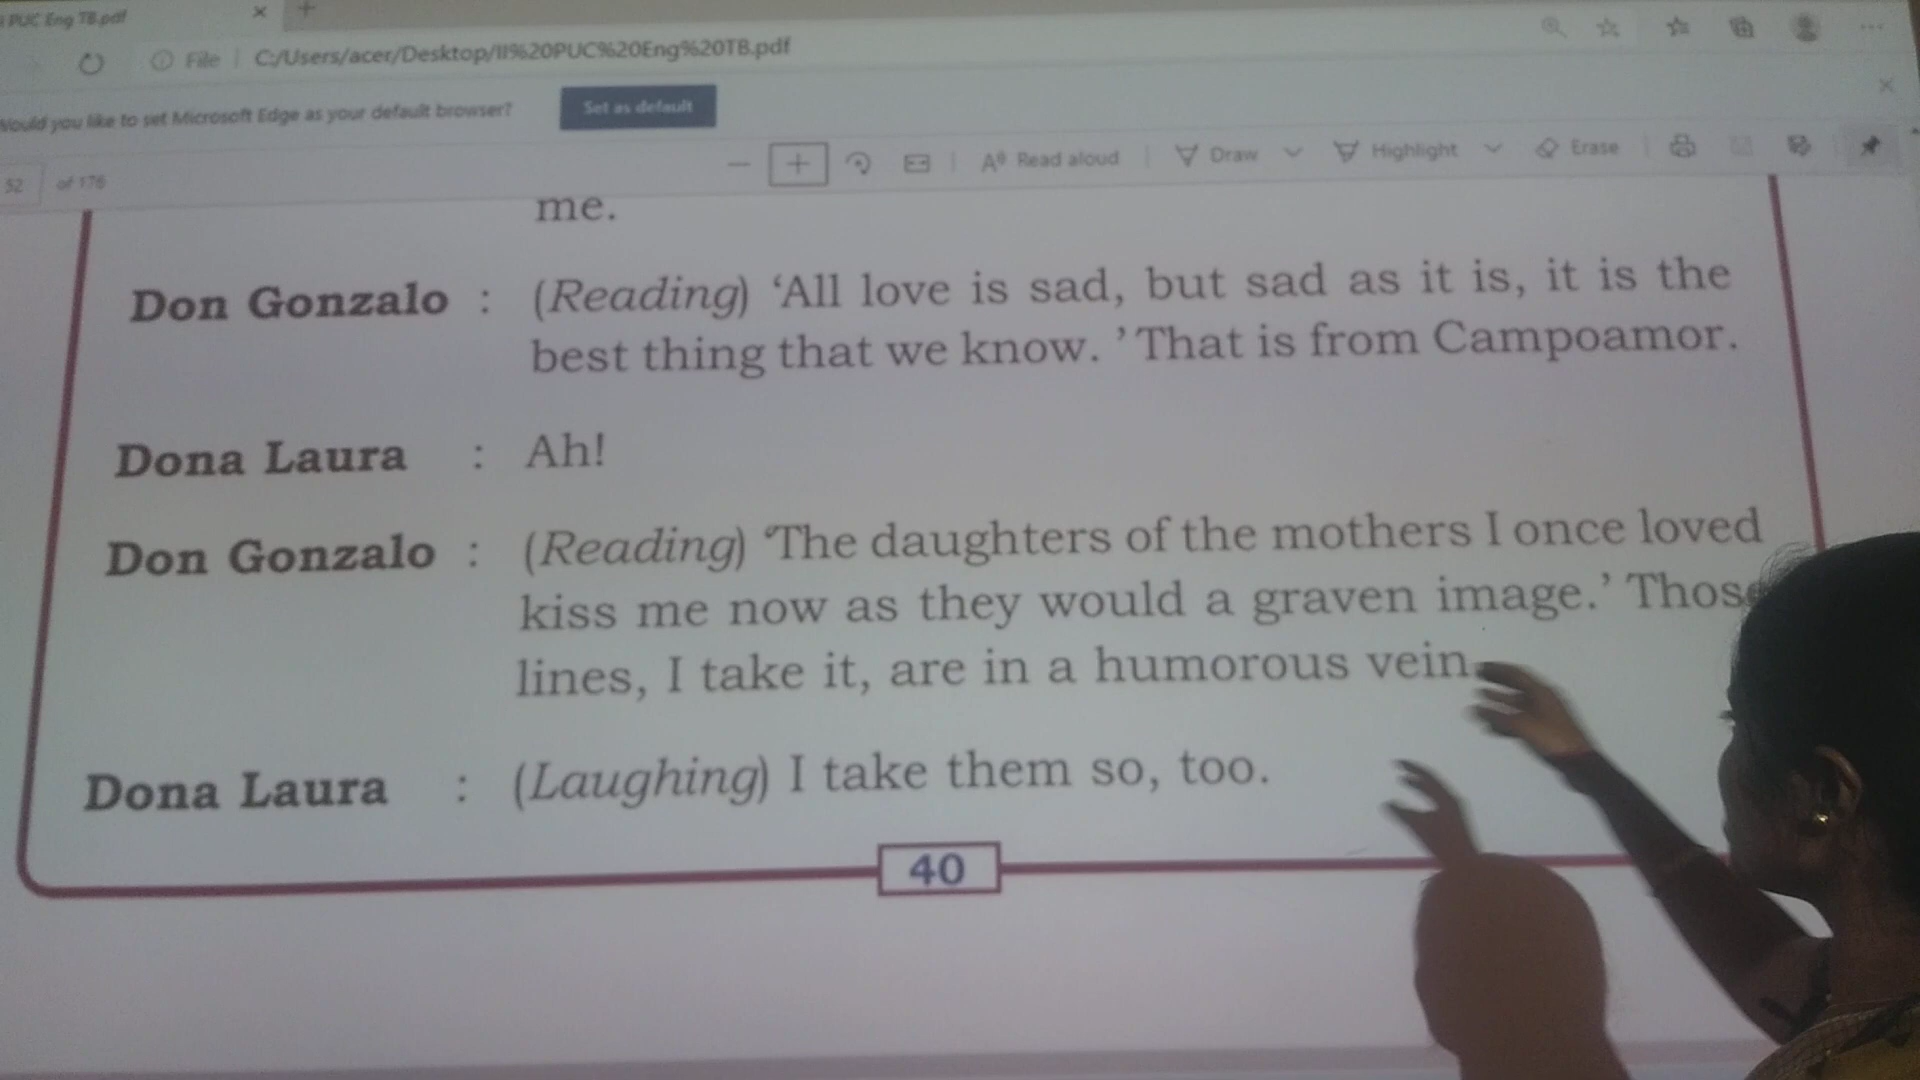 PUC Eng TB.pdf
File C:/Users/acer/Desktop/II%20PUC%20Eng%20TB.pdf
Would you like to set Microsoft Edge as your default browser? Set as default
52 of 176 Read aloud Draw Highlight Erase
me.
Don Gonzalo : (Reading) ‘All love is sad, but sad as it is, it is the
best thing that we know. ’ That is from Campoamor.
Dona Laura : Ah!
Don Gonzalo : (Reading) ‘The daughters of the mothers I once loved
kiss me now as they would a graven image.’ Those
lines, I take it, are in a humorous vein.
Dona Laura : (Laughing) I take them so, too.
40